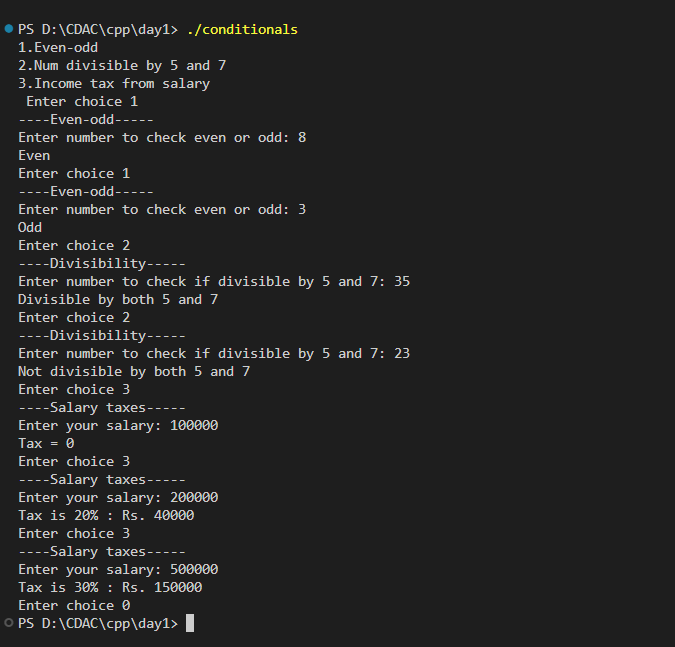 PS D:\CDAC\cpp\day1> ./conditionals
1.Even-odd
2.Num divisible by 5 and 7
3.Income tax from salary
 Enter choice 1
----Even-odd-----
Enter number to check even or odd: 8
Even
Enter choice 1
----Even-odd-----
Enter number to check even or odd: 3
Odd
Enter choice 2
----Divisibility-----
Enter number to check if divisible by 5 and 7: 35
Divisible by both 5 and 7
Enter choice 2
----Divisibility-----
Enter number to check if divisible by 5 and 7: 23
Not divisible by both 5 and 7
Enter choice 3
----Salary taxes-----
Enter your salary: 100000
Tax = 0
Enter choice 3
----Salary taxes-----
Enter your salary: 200000
Tax is 20% : Rs. 40000
Enter choice 3
----Salary taxes-----
Enter your salary: 500000
Tax is 30% : Rs. 150000
Enter choice 0
PS D:\CDAC\cpp\day1>